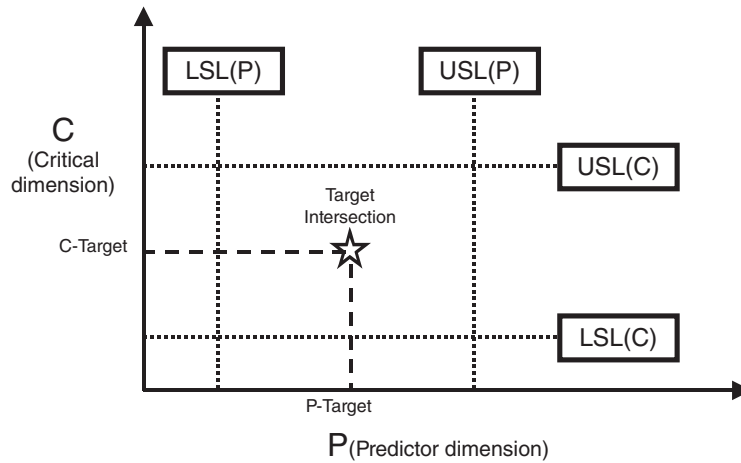 LSL(P)
USL(P)
C
(Critical
dimension)
USL(C)
Target
Intersection
C-Target
LSL(C)
P-Target
P(Predictor dimension)